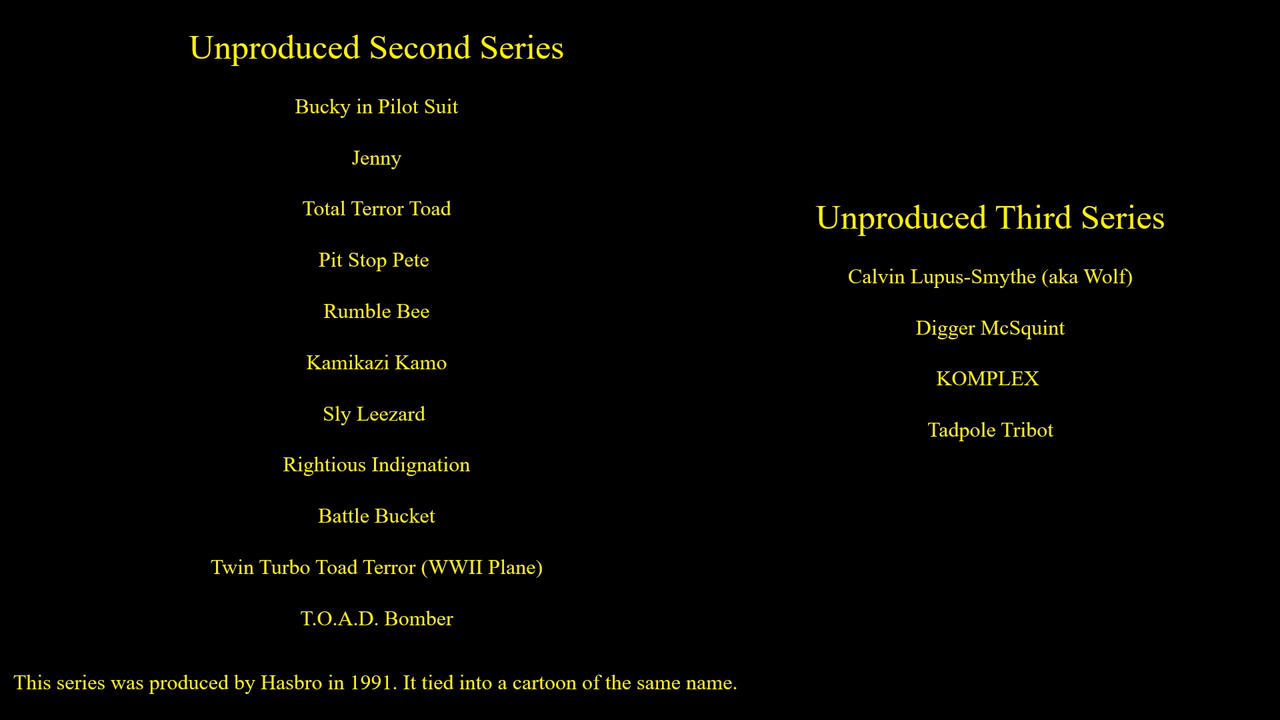 Unproduced Second Series
Bucky in Pilot Suit
Jenny
Total Terror Toad
Pit Stop Pete
Rumble Bee
Kamikazi Kamo
Sly Leezard
Rightious Indignation
Battle Bucket
Twin Turbo Toad Terror (WWII Plane)
T.O.A.D. Bomber
Unproduced Third Series
Calvin Lupus-Smythe (aka Wolf)
Digger McSquint
KOMPLEX
Tadpole Tribot
This series was produced by Hasbro in 1991. It tied into a cartoon of the same name.